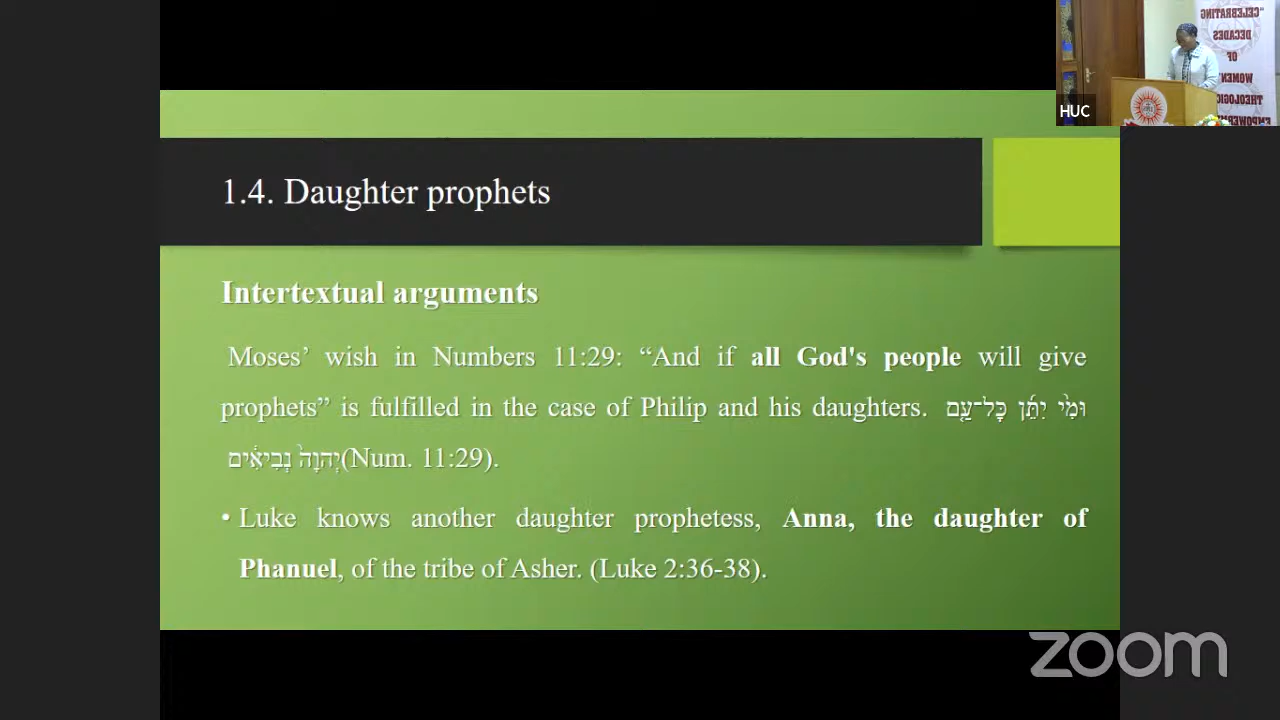 1.4. Daughter prophets
Intertextual arguments
Moses’ wish in Numbers 11:29: “And if all God's people will give
prophets” is fulfilled in the case of Philip and his daughters. וּמִ֨י יִתֵּ֜ן כָּל־עַ֤ם
יְהוָה֙ נְבִיאִ֔ים(Num. 11:29).
• Luke knows another daughter prophetess, Anna, the daughter of
Phanuel, of the tribe of Asher. (Luke 2:36-38).
"CELEBRATING
DECADES
OF
HUC
zoom